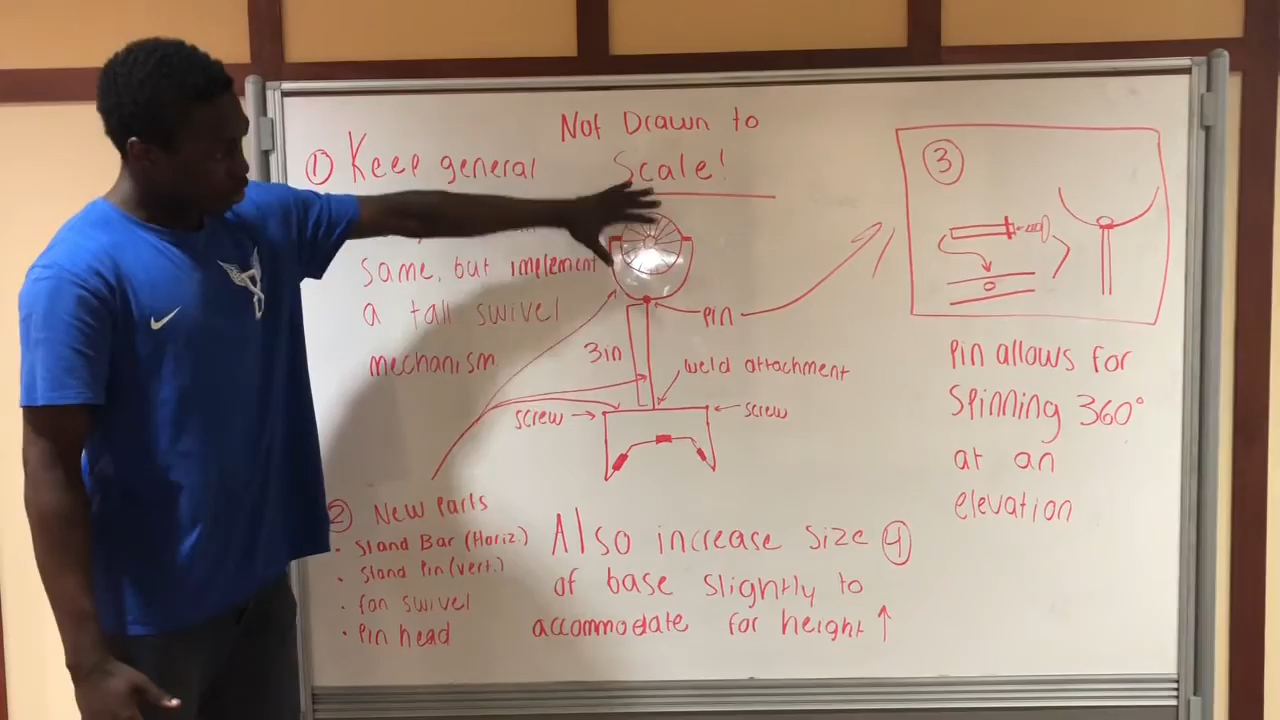 Not Drawn to
Scale!
① Keep general
same, but implement
a tall swivel
mechanism
pin
3in
weld attachment
screw
screw
② New Parts
• Stand Bar (Horiz.)
• Stand Pin (vert.)
• fan swivel
• Pin head
③
Pin allows for
Spinning 360°
at an
elevation
Also increase size ④
of base slightly to
accommodate for height ↑